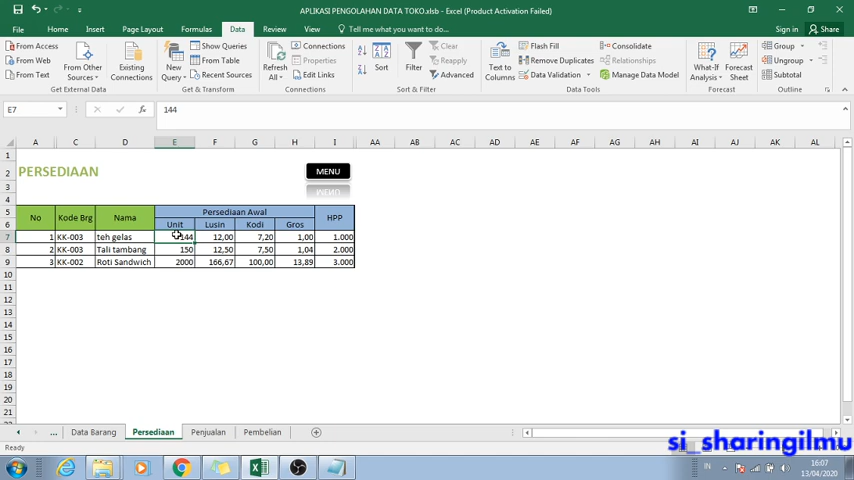 APLIKASI PENGOLAHAN DATA TOKO.xlsb - Excel (Product Activation Failed)
File Home Insert Page Layout Formulas Data Review View Tell me what you want to do... Sign in Share
From Access
From Web
From Text
From Other Sources
Get External Data
Existing Connections
New Query
Show Queries
From Table
Recent Sources
Get & Transform
Refresh All
Connections
Properties
Edit Links
Connections
Sort
Filter
Clear
Reapply
Advanced
Sort & Filter
Text to Columns
Flash Fill
Remove Duplicates
Data Validation
Consolidate
Relationships
Manage Data Model
Data Tools
What-If Analysis
Forecast Sheet
Forecast
Group
Ungroup
Subtotal
Outline
E7 fx 144
A C D E F G H I AA AB AC AD AE AF AG AH AI AJ AK AL
1
2 PERSEDIAAN MENU
3 MENU
4
5 No Kode Brg Nama Persediaan Awal HPP
6 Unit Lusin Kodi Gros
7 1 KK-003 teh gelas 144 12,00 7,20 1,00 1.000
8 2 KK-003 Tali tambang 150 12,50 7,50 1,04 2.000
9 3 KK-002 Roti Sandwich 2000 166,67 100,00 13,89 3.000
10
11
12
13
14
15
16
17
18
19
20
21
... Data Barang Persediaan Penjualan Pembelian
Ready
si_sharingilmu
IN 16:07
13/04/2020